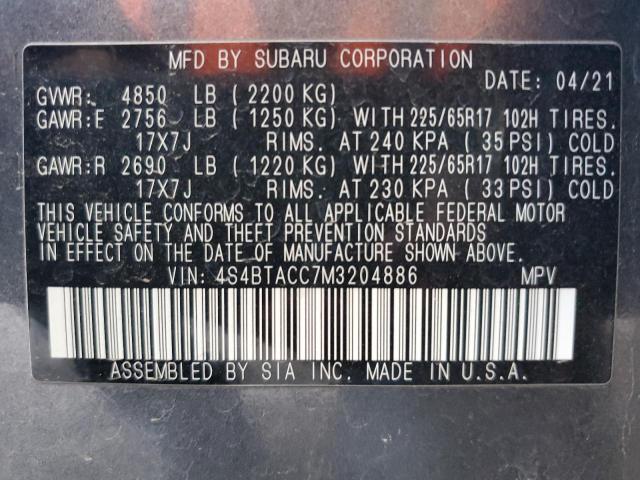 MFD BY SUBARU CORPORATION
DATE: 04/21
GVWR: 4850 LB (2200 KG)
GAWR:E 2756 LB (1250 KG) WITH 225/65R17 102H TIRES.
17X7J RIMS. AT 240 KPA (35 PSI) COLD
GAWR:R 2690 LB (1220 KG) WITH 225/65R17 102H TIRES.
17X7J RIMS. AT 230 KPA (33 PSI) COLD
THIS VEHICLE CONFORMS TO ALL APPLICABLE FEDERAL MOTOR
VEHICLE SAFETY AND THEFT PREVENTION STANDARDS
IN EFFECT ON THE DATE OF MANUFACTURE SHOWN ABOVE.
VIN: 4S4BTACC7M3204886 MPV
ASSEMBLED BY SIA INC. MADE IN U.S.A.